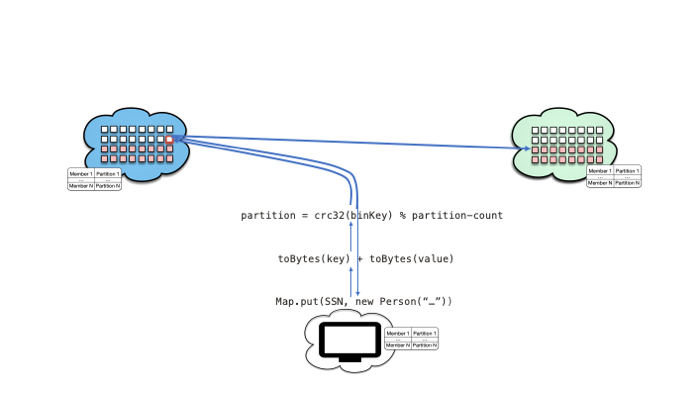 Member 1 Partition 1
...
Member N Partition N
Member 1 Partition 1
...
Member N Partition N
partition = crc32(binKey) % partition-count
toBytes(key) + toBytes(value)
Map.put(SSN, new Person(“…”))
Member 1 Partition 1
...
Member N Partition N